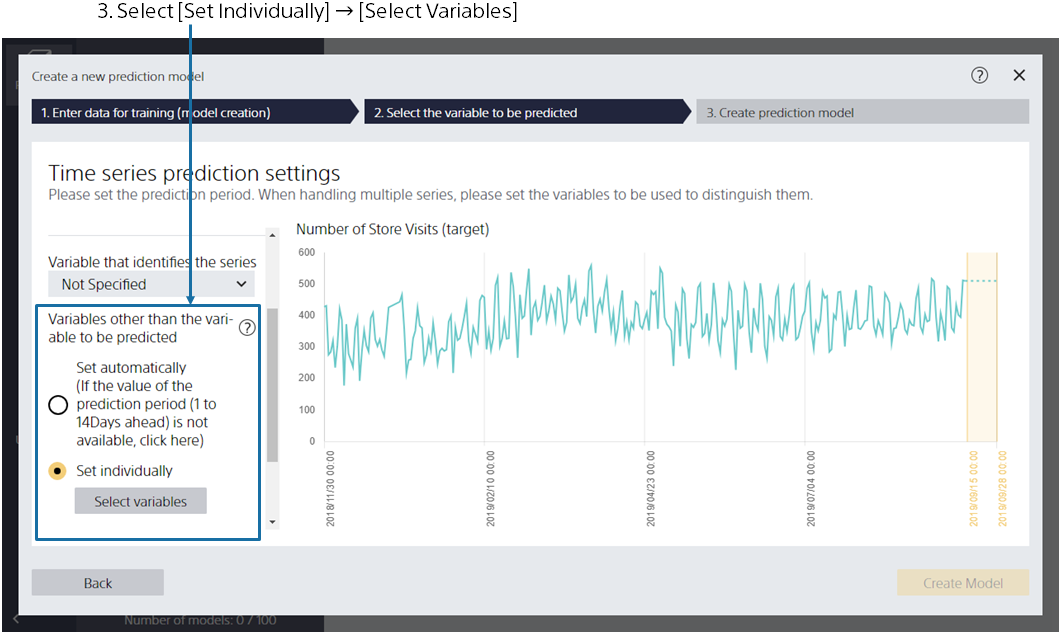 3. Select [Set Individually] → [Select Variables]
Create a new prediction model
1. Enter data for training (model creation)
2. Select the variable to be predicted
3. Create prediction model
Time series prediction settings
Please set the prediction period. When handling multiple series, please set the variables to be used to distinguish them.
Variable that identifies the series
Not Specified
Variables other than the vari-
able to be predicted
?
Set automatically
(If the value of the
prediction period (1 to
14Days ahead) is not
available, click here)
Set individually
Select variables
Number of Store Visits (target)
600
500
400
300
200
100
0
2018/11/30 00:00
2019/02/10 00:00
2019/04/23 00:00
2019/07/04 00:00
2019/09/15 00:00
2019/09/28 00:00
Back
Create Model
Number of models: 0 / 100